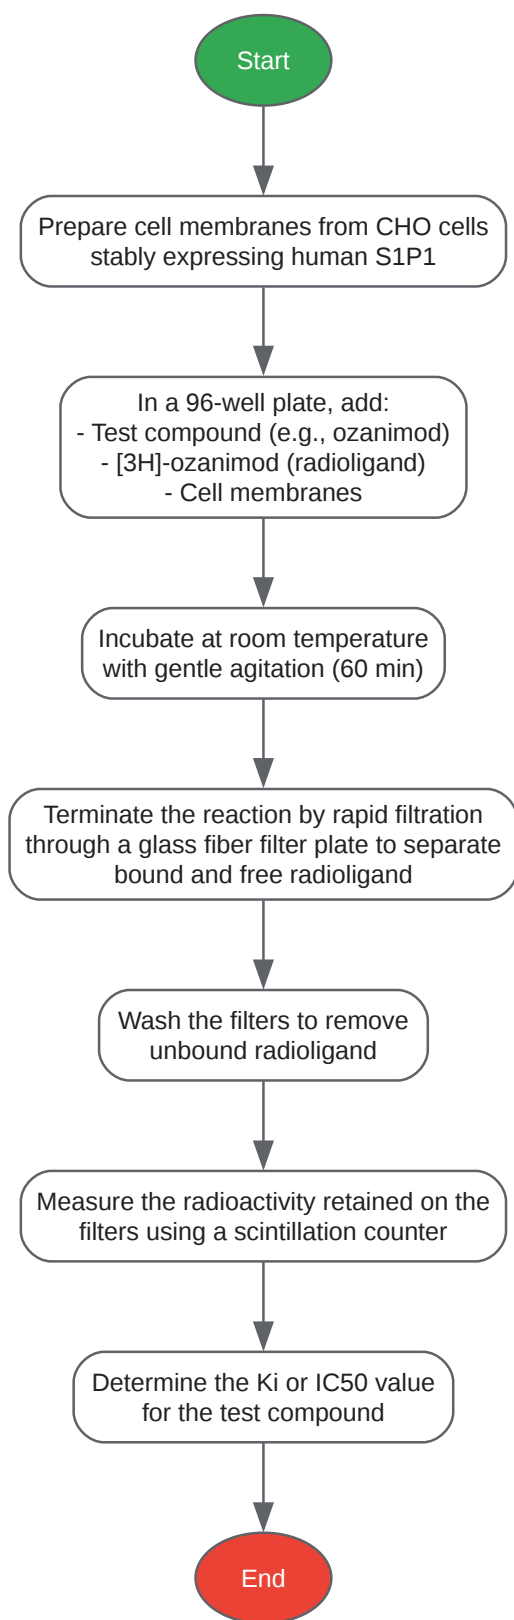 Start
Prepare cell membranes from CHO cells
stably expressing human S1P1
In a 96-well plate, add:
- Test compound (e.g., ozanimod)
- [3H]-ozanimod (radioligand)
- Cell membranes
Incubate at room temperature
with gentle agitation (60 min)
Terminate the reaction by rapid filtration
through a glass fiber filter plate to separate
bound and free radioligand
Wash the filters to remove
unbound radioligand
Measure the radioactivity retained on the
filters using a scintillation counter
Determine the Ki or IC50 value
for the test compound
End